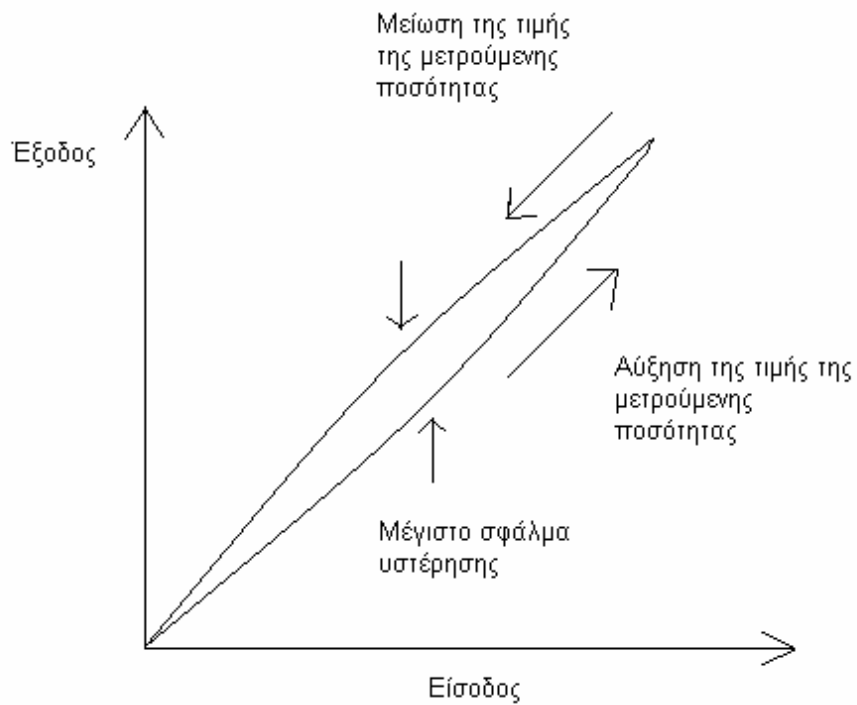 Μείωση της τιμής
της μετρούμενης
ποσότητας
Έξοδος
Αύξηση της τιμής της
μετρούμενης
ποσότητας
Μέγιστο σφάλμα
υστέρησης
Είσοδος